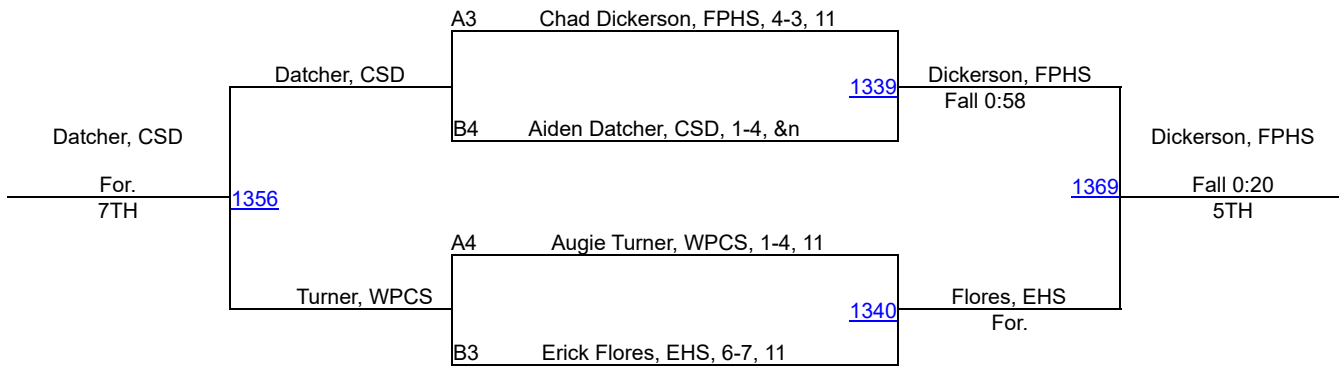 A3 Chad Dickerson, FPHS, 4-3, 11
Datcher, CSD
1339
Dickerson, FPHS
Fall 0:58
B4 Aiden Datcher, CSD, 1-4, &n
Datcher, CSD
For.
7TH
1356
Dickerson, FPHS
1369
Fall 0:20
5TH
A4 Augie Turner, WPCS, 1-4, 11
Turner, WPCS
1340
Flores, EHS
For.
B3 Erick Flores, EHS, 6-7, 11